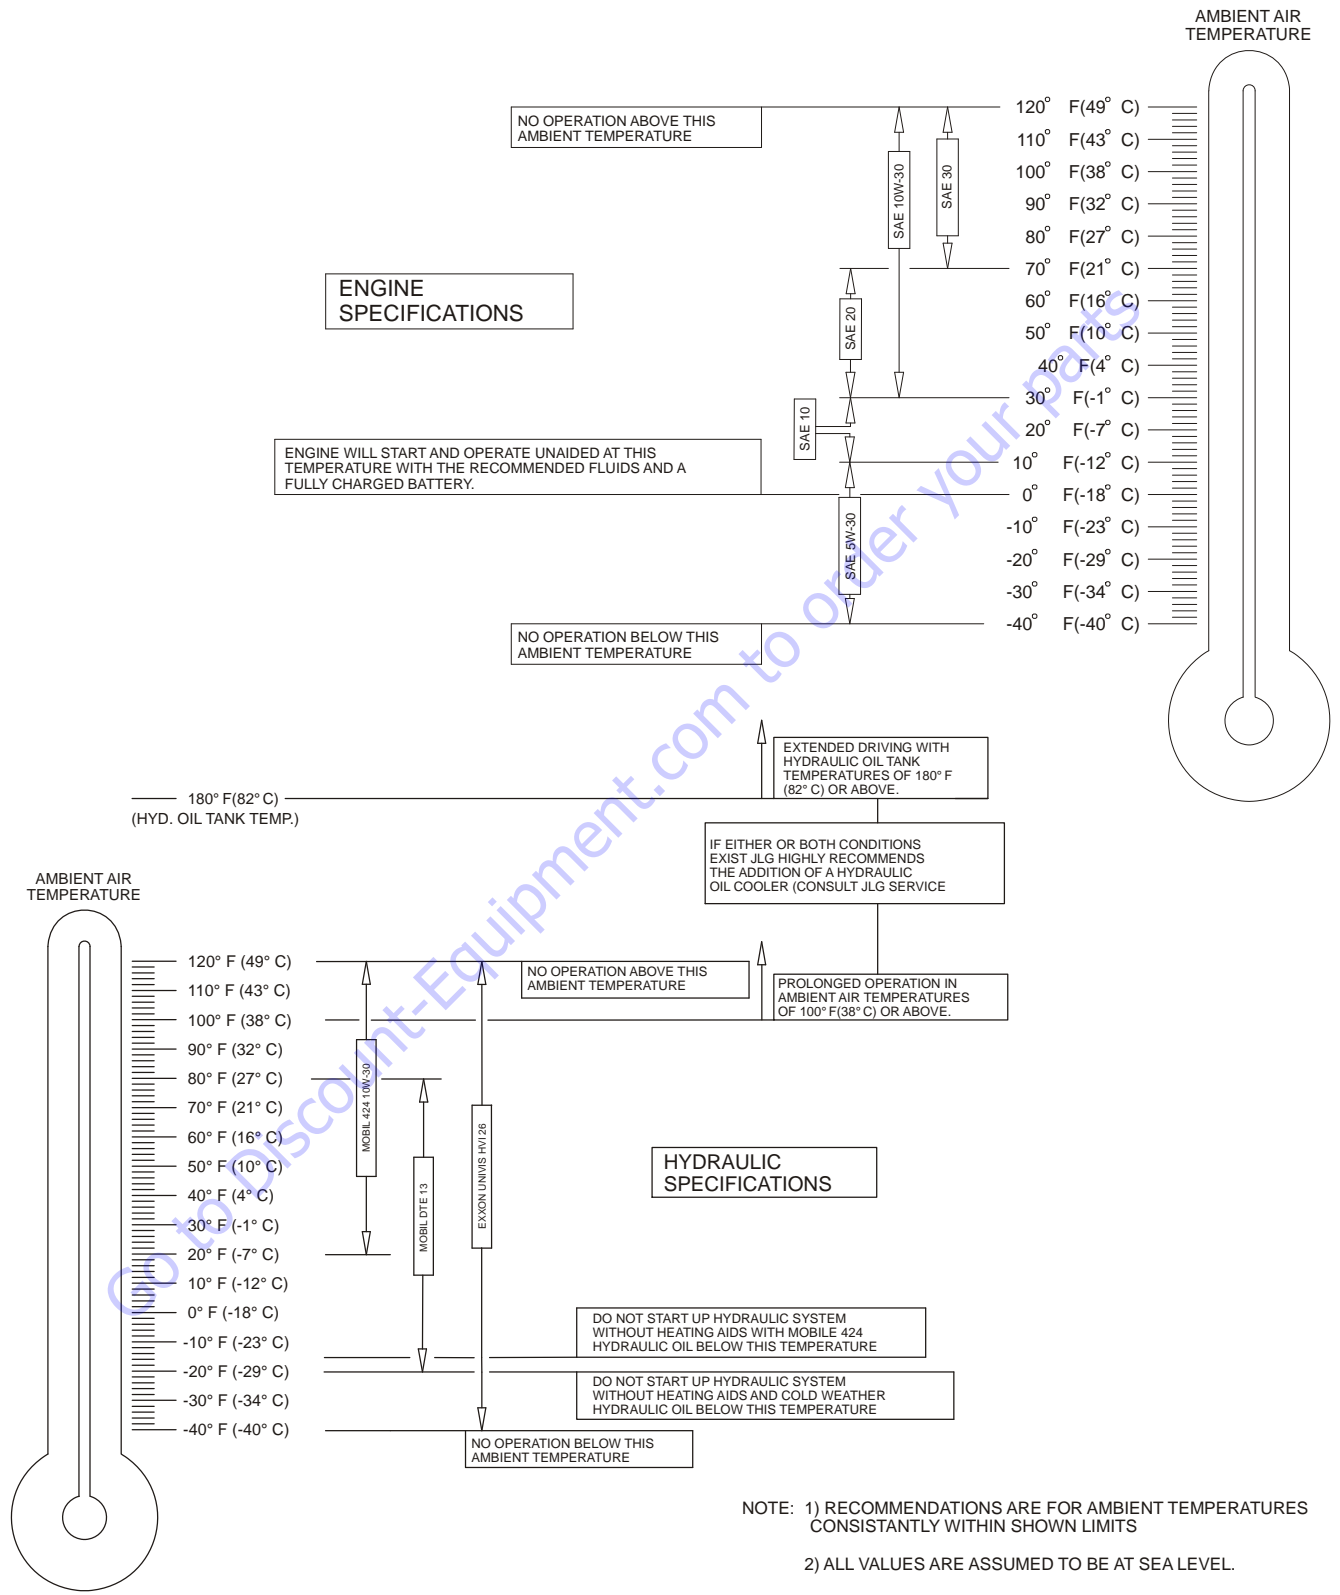 AMBIENT AIR
TEMPERATURE
120° F(49° C)
110° F(43° C)
100° F(38° C)
90° F(32° C)
80° F(27° C)
70° F(21° C)
60° F(16° C)
50° F(10° C)
40° F(4° C)
30° F(-1° C)
20° F(-7° C)
10° F(-12° C)
0° F(-18° C)
-10° F(-23° C)
-20° F(-29° C)
-30° F(-34° C)
-40° F(-40° C)
NO OPERATION ABOVE THIS
AMBIENT TEMPERATURE
SAE 10W-30
SAE 30
ENGINE
SPECIFICATIONS
SAE 20
SAE 10
ENGINE WILL START AND OPERATE UNAIDED AT THIS
TEMPERATURE WITH THE RECOMMENDED FLUIDS AND A
FULLY CHARGED BATTERY.
SAE 5W-30
NO OPERATION BELOW THIS
AMBIENT TEMPERATURE
EXTENDED DRIVING WITH
HYDRAULIC OIL TANK
TEMPERATURES OF 180° F
(82° C) OR ABOVE.
180° F(82° C)
(HYD. OIL TANK TEMP.)
IF EITHER OR BOTH CONDITIONS
EXIST JLG HIGHLY RECOMMENDS
THE ADDITION OF A HYDRAULIC
OIL COOLER (CONSULT JLG SERVICE
AMBIENT AIR
TEMPERATURE
120° F (49° C)
110° F (43° C)
100° F (38° C)
90° F (32° C)
80° F (27° C)
70° F (21° C)
60° F (16° C)
50° F (10° C)
40° F (4° C)
30° F (-1° C)
20° F (-7° C)
10° F (-12° C)
0° F (-18° C)
-10° F (-23° C)
-20° F (-29° C)
-30° F (-34° C)
-40° F (-40° C)
NO OPERATION ABOVE THIS
AMBIENT TEMPERATURE
PROLONGED OPERATION IN
AMBIENT AIR TEMPERATURES
OF 100° F(38° C) OR ABOVE.
MOBIL 424 10W-30
MOBIL DTE 13
EXXON UNIVIS HVI 26
HYDRAULIC
SPECIFICATIONS
DO NOT START UP HYDRAULIC SYSTEM
WITHOUT HEATING AIDS WITH MOBILE 424
HYDRAULIC OIL BELOW THIS TEMPERATURE
DO NOT START UP HYDRAULIC SYSTEM
WITHOUT HEATING AIDS AND COLD WEATHER
HYDRAULIC OIL BELOW THIS TEMPERATURE
NO OPERATION BELOW THIS
AMBIENT TEMPERATURE
NOTE: 1) RECOMMENDATIONS ARE FOR AMBIENT TEMPERATURES
CONSISTANTLY WITHIN SHOWN LIMITS
2) ALL VALUES ARE ASSUMED TO BE AT SEA LEVEL.
Go to Discount-Equipment.com to order your parts